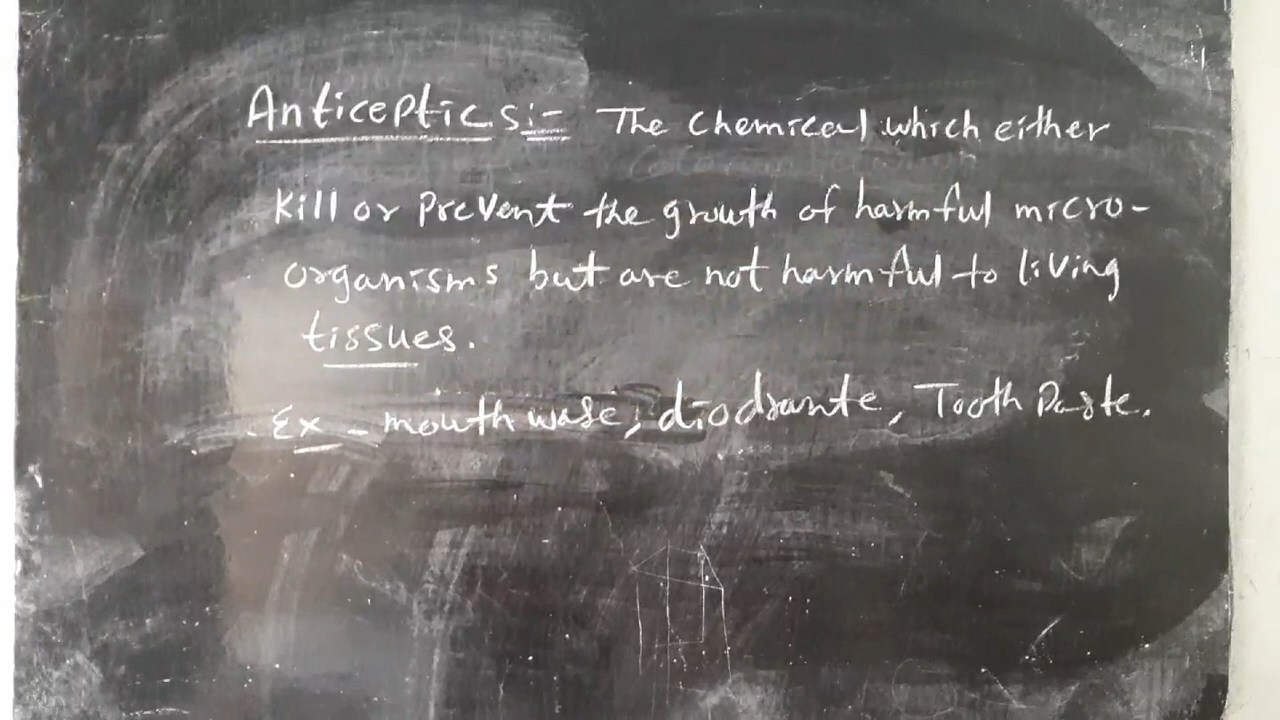 Anticeptics:- The chemical which either
Kill or Prevent the growth of harmful micro-
organisms but are not harmful to living
tissues.
Ex - mouth wase, diodrante, Tooth Paste.